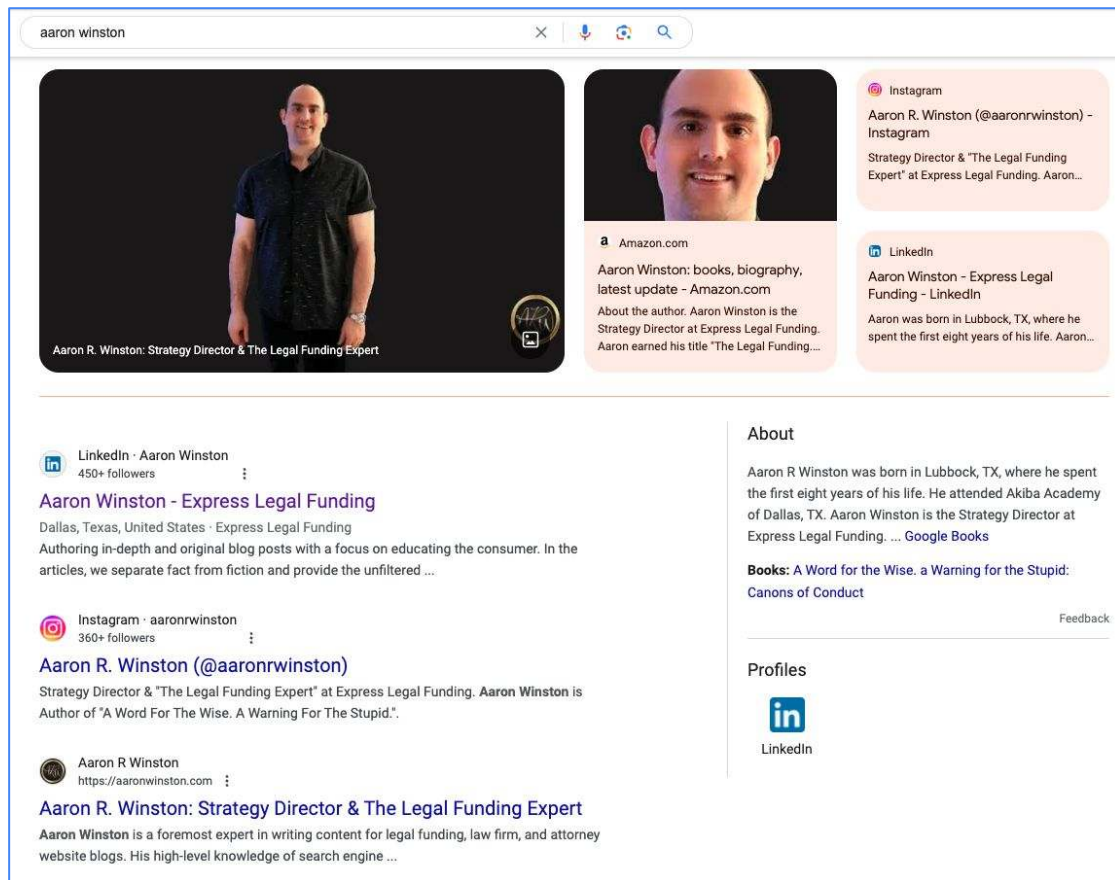 aaron winston
Aaron R. Winston: Strategy Director & The Legal Funding Expert
Amazon.com
Aaron Winston: books, biography,
latest update - Amazon.com
About the author. Aaron Winston is the
Strategy Director at Express Legal Funding.
Aaron earned his title "The Legal Funding....
Instagram
Aaron R. Winston (@aaronrwinston) -
Instagram
Strategy Director & "The Legal Funding
Expert" at Express Legal Funding. Aaron...
LinkedIn
Aaron Winston - Express Legal
Funding - LinkedIn
Aaron was born in Lubbock, TX, where he
spent the first eight years of his life. Aaron...
LinkedIn · Aaron Winston
450+ followers
Aaron Winston - Express Legal Funding
Dallas, Texas, United States · Express Legal Funding
Authoring in-depth and original blog posts with a focus on educating the consumer. In the
articles, we separate fact from fiction and provide the unfiltered ...
Instagram · aaronrwinston
360+ followers
Aaron R. Winston (@aaronrwinston)
Strategy Director & "The Legal Funding Expert" at Express Legal Funding. Aaron Winston is
Author of "A Word For The Wise. A Warning For The Stupid.".
Aaron R Winston
https://aaronwinston.com
Aaron R. Winston: Strategy Director & The Legal Funding Expert
Aaron Winston is a foremost expert in writing content for legal funding, law firm, and attorney
website blogs. His high-level knowledge of search engine ...
About
Aaron R Winston was born in Lubbock, TX, where he spent
the first eight years of his life. He attended Akiba Academy
of Dallas, TX. Aaron Winston is the Strategy Director at
Express Legal Funding. ... Google Books
Books: A Word for the Wise. a Warning for the Stupid:
Canons of Conduct
Feedback
Profiles
LinkedIn